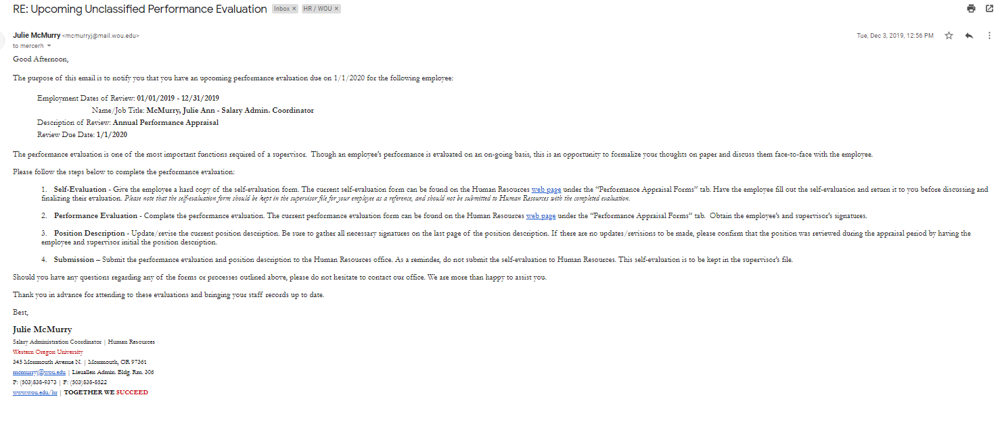 RE: Upcoming Unclassified Performance Evaluation Inbox × HR / WOU ×
Julie McMurry <mcmurryj@mail.wou.edu> Tue, Dec 3, 2019, 12:56 PM
to mercerh
Good Afternoon,
The purpose of this email is to notify you that you have an upcoming performance evaluation due on 1/1/2020 for the following employee:
Employment Dates of Review: 01/01/2019 - 12/31/2019
Name/Job Title: McMurry, Julie Ann - Salary Admin. Coordinator
Description of Review: Annual Performance Appraisal
Review Due Date: 1/1/2020
The performance evaluation is one of the most important functions required of a supervisor.  Though an employee's performance is evaluated on an on-going basis, this is an opportunity to formalize your thoughts on paper and discuss them face-to-face with the employee.
Please follow the steps below to complete the performance evaluation:
1. Self-Evaluation - Give the employee a hard copy of the self-evaluation form. The current self-evaluation form can be found on the Human Resources web page under the “Performance Appraisal Forms” tab. Have the employee fill out the self-evaluation and return it to you before discussing and
finalizing their evaluation. Please note that the self-evaluation form should be kept in the supervisor file for your employee as a reference, and should not be submitted to Human Resources with the completed evaluation.
2. Performance Evaluation - Complete the performance evaluation. The current performance evaluation form can be found on the Human Resources web page under the “Performance Appraisal Forms” tab.  Obtain the employee's and supervisor's signatures.
3. Position Description - Update/revise the current position description. Be sure to gather all necessary signatures on the last page of the position description. If there are no updates/revisions to be made, please confirm that the position was reviewed during the appraisal period by having the
employee and supervisor initial the position description.
4. Submission – Submit the performance evaluation and position description to the Human Resources office. As a reminder, do not submit the self-evaluation to Human Resources. This self-evaluation is to be kept in the supervisor's file.
Should you have any questions regarding any of the forms or processes outlined above, please do not hesitate to contact our office. We are more than happy to assist you.
Thank you in advance for attending to these evaluations and bringing your staff records up to date.
Best,
Julie McMurry
Salary Administration Coordinator | Human Resources
Western Oregon University
345 Monmouth Avenue N. | Monmouth, OR 97361
mcmurryj@wou.edu | Lieuallen Admin. Bldg. Rm. 306
P: (503)838-9373 | F: (503)838-8522
www.wou.edu/hr | TOGETHER WE SUCCEED